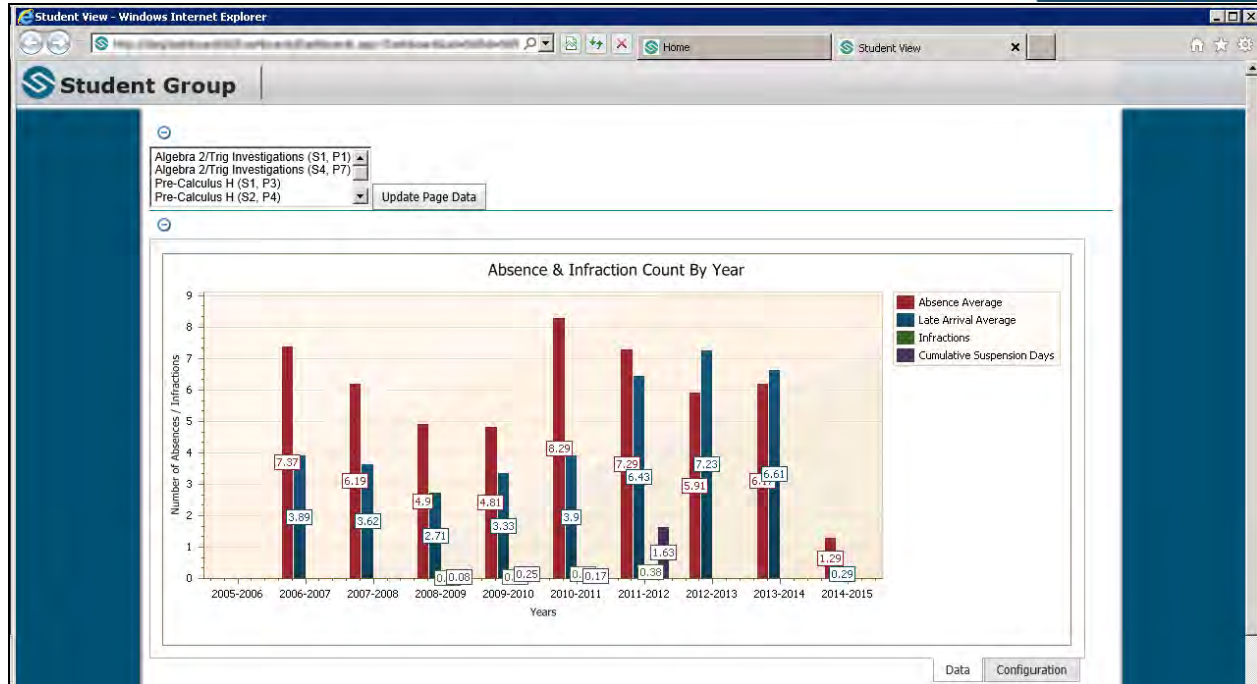 Student View - Windows Internet Explorer
Home
Student View
Student Group
Algebra 2/Trig Investigations (S1, P1)
Algebra 2/Trig Investigations (S4, P7)
Pre-Calculus H (S1, P3)
Pre-Calculus H (S2, P4)
Update Page Data
Absence & Infraction Count By Year
Absence Average
Late Arrival Average
Infractions
Cumulative Suspension Days
Number of Absences / Infractions
9
8
7
6
5
4
3
2
1
0
7.37
3.89
6.19
3.62
4.9
2.71
0.08
4.81
3.33
0.25
8.29
3.9
0.17
7.29
6.43
0.38
1.63
5.91
7.23
6.61
1.29
0.29
2005-2006 2006-2007 2007-2008 2008-2009 2009-2010 2010-2011 2011-2012 2012-2013 2013-2014 2014-2015
Years
Data Configuration